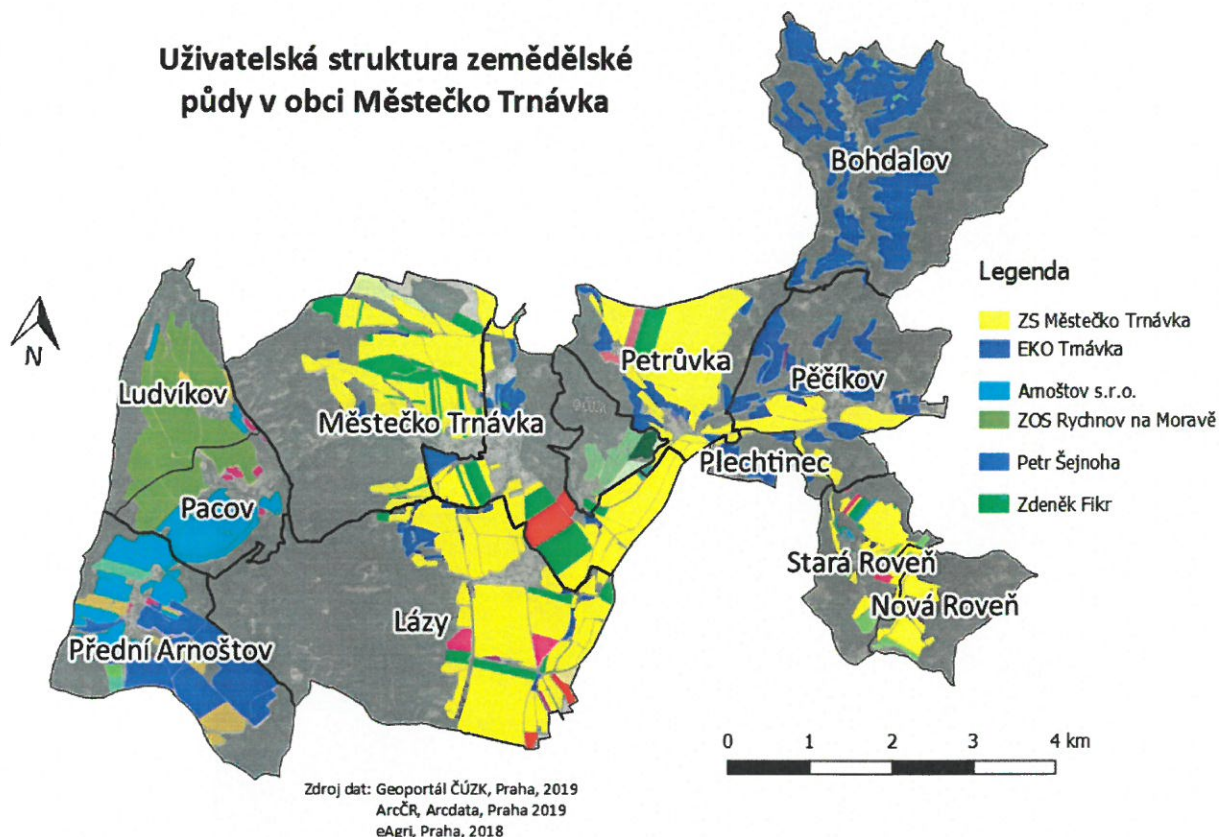 Uživatelská struktura zemědělské
půdy v obci Městečko Trnávka
Bohdalov
Legenda
ZS Městečko Trnávka
EKO Trnávka
Arnoštov s.r.o.
ZOS Rychnov na Moravě
Petr Šejnoha
Zdeněk Fikr
N
Ludvíkov
Petrůvka
Pěčíkov
Městečko Trnávka
Plechtinec
Pacov
Stará Roveň
Nová Roveň
Lázy
Přední Arnoštov
0 1 2 3 4 km
Zdroj dat: Geoportál ČÚZK, Praha, 2019
ArcČR, Arcdata, Praha 2019
eAgri, Praha, 2018